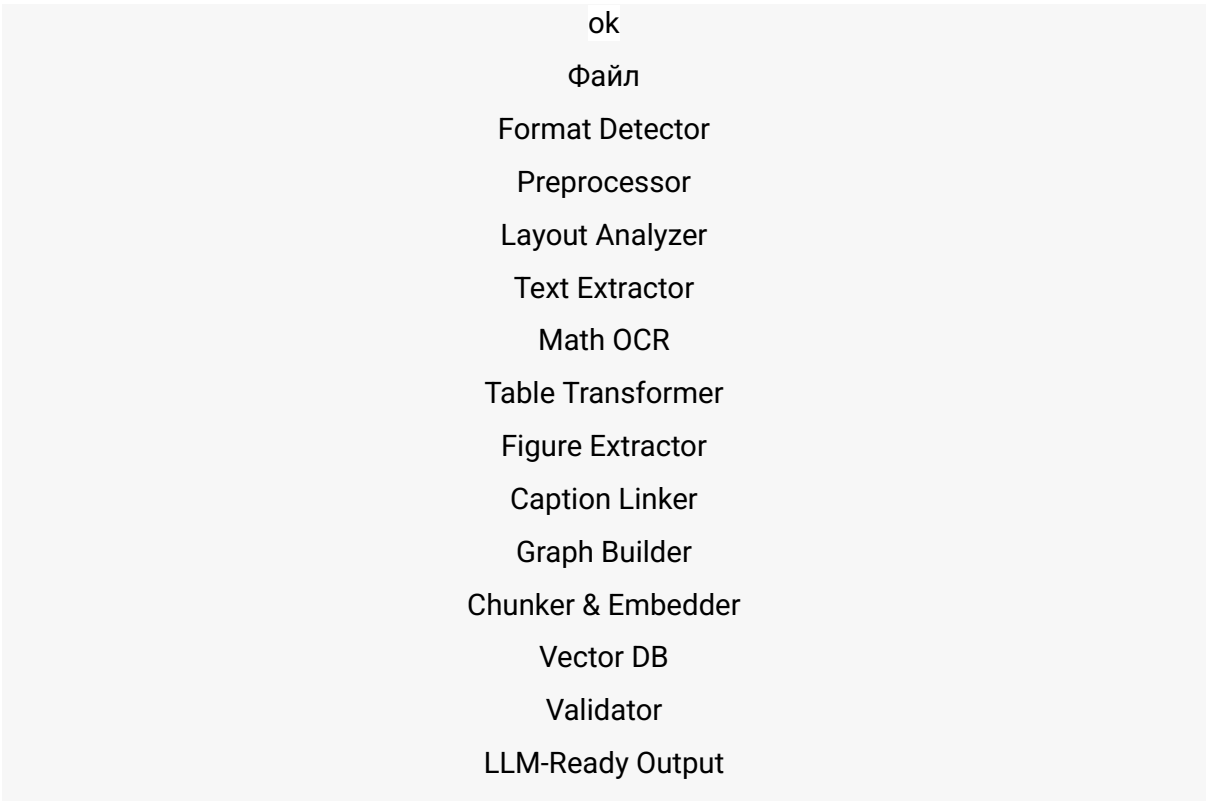 ok
Файл
Format Detector
Preprocessor
Layout Analyzer
Text Extractor
Math OCR
Table Transformer
Figure Extractor
Caption Linker
Graph Builder
Chunker & Embedder
Vector DB
Validator
LLM-Ready Output